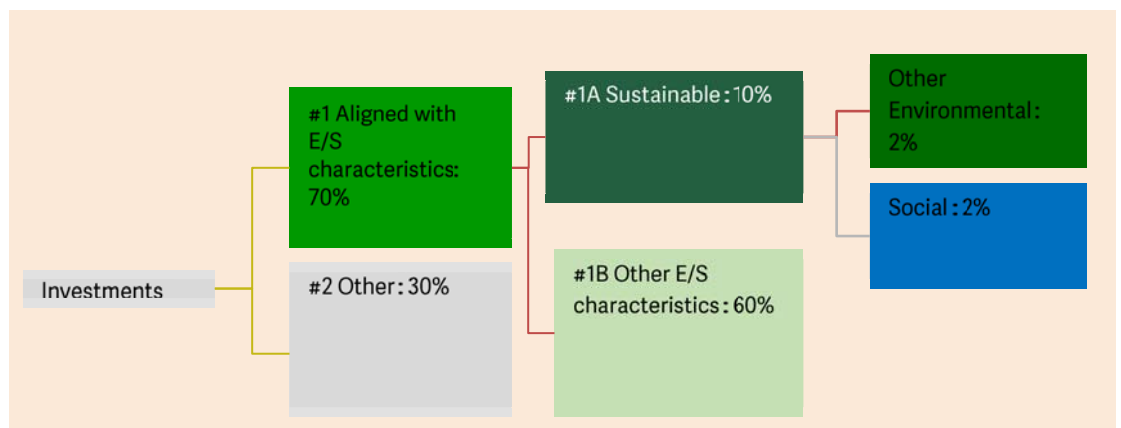 Investments
#1 Aligned with
E/S
characteristics:
70%
#2 Other: 30%
#1A Sustainable: 10%
#1B Other E/S
characteristics: 60%
Other
Environmental:
2%
Social: 2%